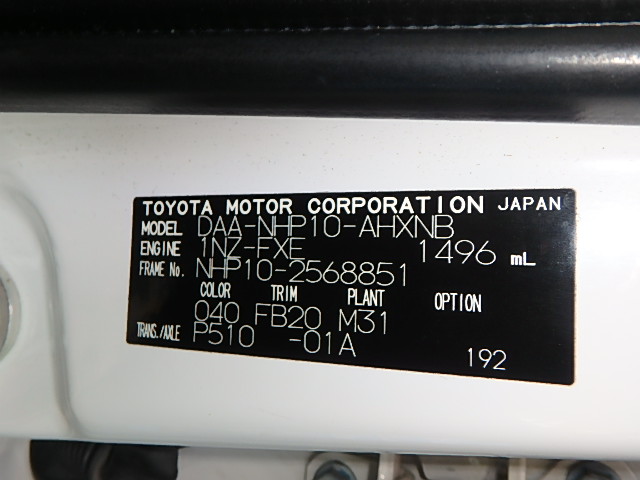 TOYOTA MOTOR CORPORATION JAPAN
MODEL DAA-NHP10-AHXNB
ENGINE 1NZ-FXE 1496 mL
FRAME No. NHP10-2568851
COLOR TRIM PLANT OPTION
040 FB20 M31
TRANS./AXLE P510 -01A
192